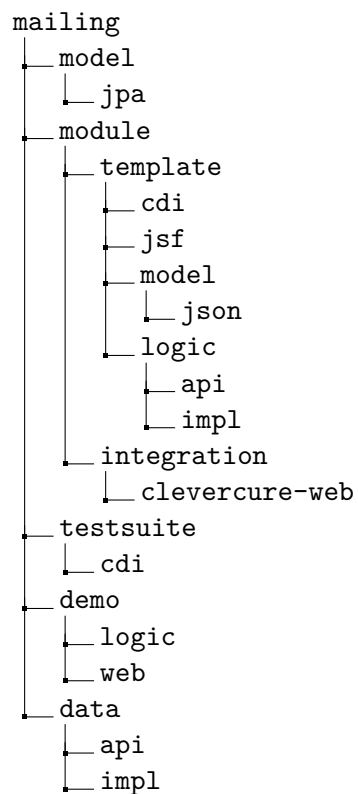 mailing
model
jpa
module
template
cdi
jsf
model
json
logic
api
impl
integration
clevercure-web
testsuite
cdi
demo
logic
web
data
api
impl